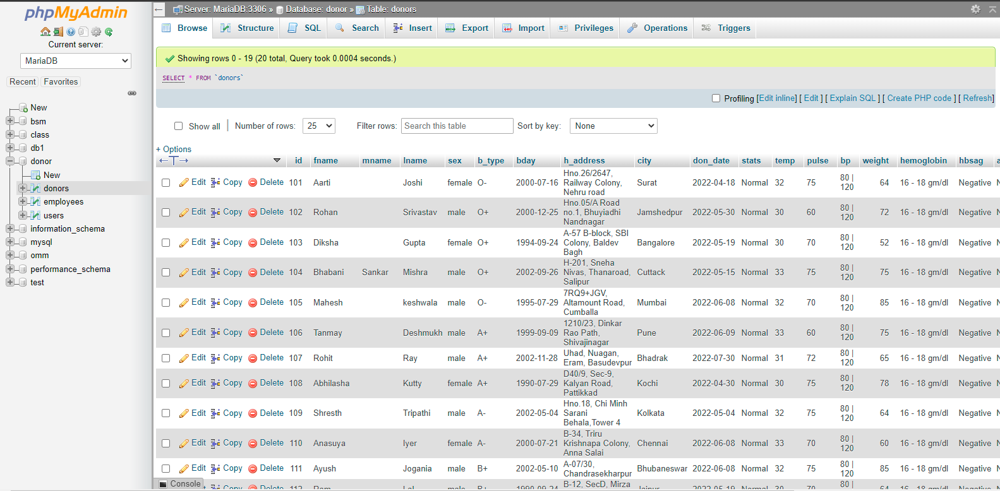 phpMyAdmin
Current server:
MariaDB
Recent Favorites
New
bsm
class
db1
donor
New
donors
employees
users
information_schema
mysql
omm
performance_schema
test
Server: MariaDB:3306 » Database: donor » Table: donors
Browse Structure SQL Search Insert Export Import Privileges Operations Triggers
Showing rows 0 - 19 (20 total, Query took 0.0004 seconds.)
SELECT * FROM `donors`
Profiling [Edit inline] [ Edit ] [ Explain SQL ] [ Create PHP code ] [ Refresh]
Show all | Number of rows: 25 Filter rows: Search this table Sort by key: None
+ Options
←T→ id fname mname lname sex b_type bday h_address city don_date stats temp pulse bp weight hemoglobin hbsag a
Edit Copy Delete 101 Aarti Joshi female O- 2000-07-16 Hno.26/2647, Railway Colony, Nehru road Surat 2022-04-18 Normal 32 75 80 | 120 64 16 - 18 gm/dl Negative N
Edit Copy Delete 102 Rohan Srivastav male O+ 2000-12-25 Hno.05/A Road no.1, Bhuyiadhi Nandnagar Jamshedpur 2022-05-30 Normal 30 60 80 | 120 72 16 - 18 gm/dl Negative N
Edit Copy Delete 103 Diksha Gupta female O+ 1994-09-24 A-57 B-block, SBI Colony, Baldev Bagh Bangalore 2022-05-19 Normal 30 70 80 | 120 52 16 - 18 gm/dl Negative N
Edit Copy Delete 104 Bhabani Sankar Mishra male O+ 2002-09-26 H-201, Sneha Nivas, Thanaroad, Salipur Cuttack 2022-05-15 Normal 33 75 80 | 120 75 16 - 18 gm/dl Negative N
Edit Copy Delete 105 Mahesh keshwala male O- 1995-07-29 7RQ9+JGV, Altamount Road, Cumballa Mumbai 2022-06-08 Normal 32 70 80 | 120 85 16 - 18 gm/dl Negative N
Edit Copy Delete 106 Tanmay Deshmukh male A+ 1999-09-09 1210/23, Dinkar Rao Path, Shivajinagar Pune 2022-06-09 Normal 33 60 80 | 120 75 16 - 18 gm/dl Negative N
Edit Copy Delete 107 Rohit Ray male A+ 2002-11-28 Uhad, Nuagan, Eram, Basudevpur Bhadrak 2022-07-30 Normal 31 72 80 | 120 65 16 - 18 gm/dl Negative N
Edit Copy Delete 108 Abhilasha Kutty female A+ 1990-07-29 D40/9, Sec-9, Kalyan Road, Pattikkad Kochi 2022-04-30 Normal 30 75 80 | 120 78 16 - 18 gm/dl Negative N
Edit Copy Delete 109 Shresth Tripathi male A- 2002-05-04 Hno.18, Chi Minh Sarani Behala,Tower 4 Kolkata 2022-05-04 Normal 32 75 80 | 120 64 16 - 18 gm/dl Negative N
Edit Copy Delete 110 Anasuya Iyer female A- 2000-07-21 B-34, Triru Krishnapa Colony, Anna Salai Chennai 2022-06-08 Normal 33 70 80 | 120 60 16 - 18 gm/dl Negative N
Edit Copy Delete 111 Ayush Jogania male B+ 2002-05-10 A-07/30, Chandrasekharpur Bhubaneswar 2022-06-08 Normal 32 75 80 | 120 85 16 - 18 gm/dl Negative N
Edit Copy Delete 112 Ram Lal male B+ 1990-09-24 B-12, SecD, Mirza Jaipur 2022-05-19 Normal 30 70 80 | 64 16 - 18 gm/dl Negative N
Console